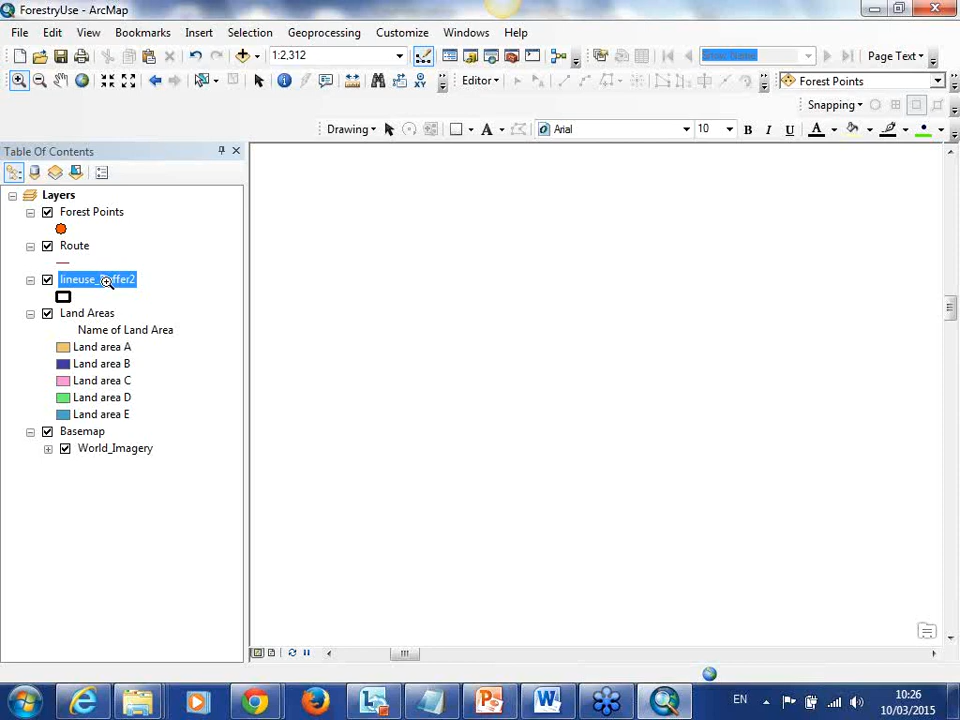 ForestryUse - ArcMap
File Edit View Bookmarks Insert Selection Geoprocessing Customize Windows Help
1:2,312
Page Text
Editor
Forest Points
Snapping
Drawing
Arial
10
B I U A
Table Of Contents
Layers
Forest Points
Route
lineuse_Buffer2
Land Areas
Name of Land Area
Land area A
Land area B
Land area C
Land area D
Land area E
Basemap
World_Imagery
EN
10:26
10/03/2015